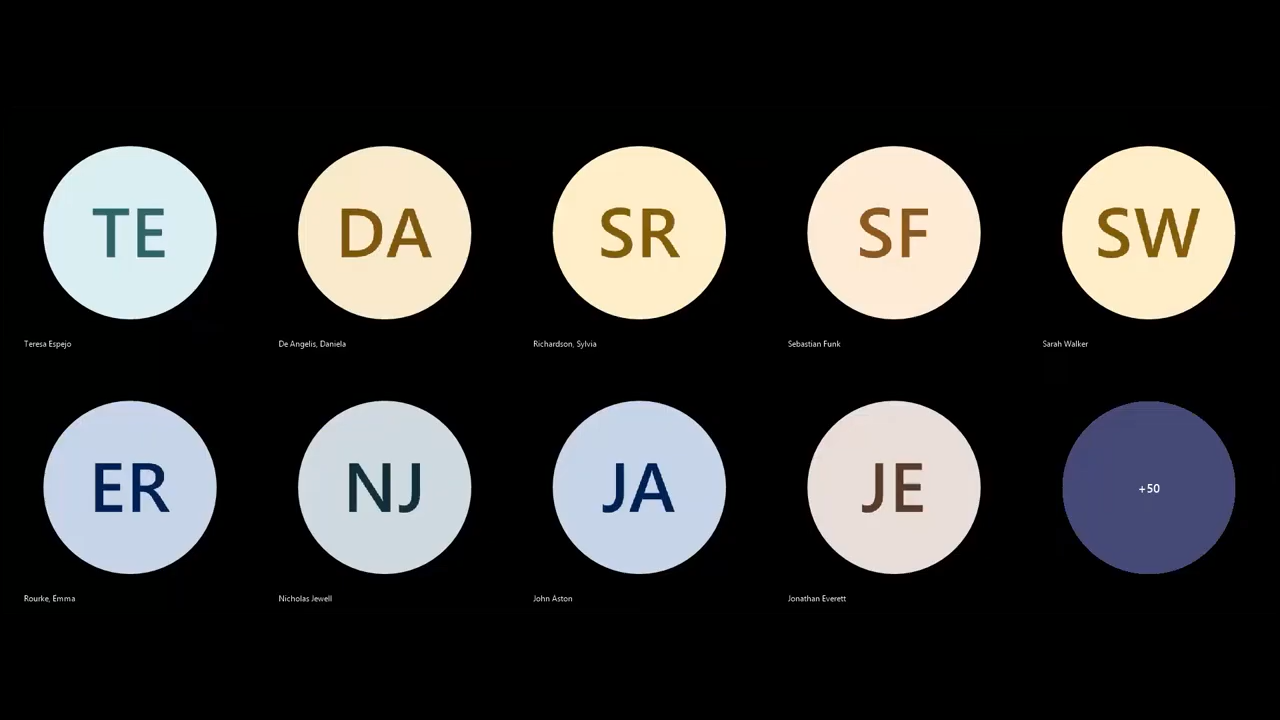 TE
DA
SR
SF
SW
Teresa Espejo
De Angelis, Daniela
Richardson, Sylvia
Sebastian Funk
Sarah Walker
ER
NJ
JA
JE
+50
Rourke, Emma
Nicholas Jewell
John Aston
Jonathan Everett